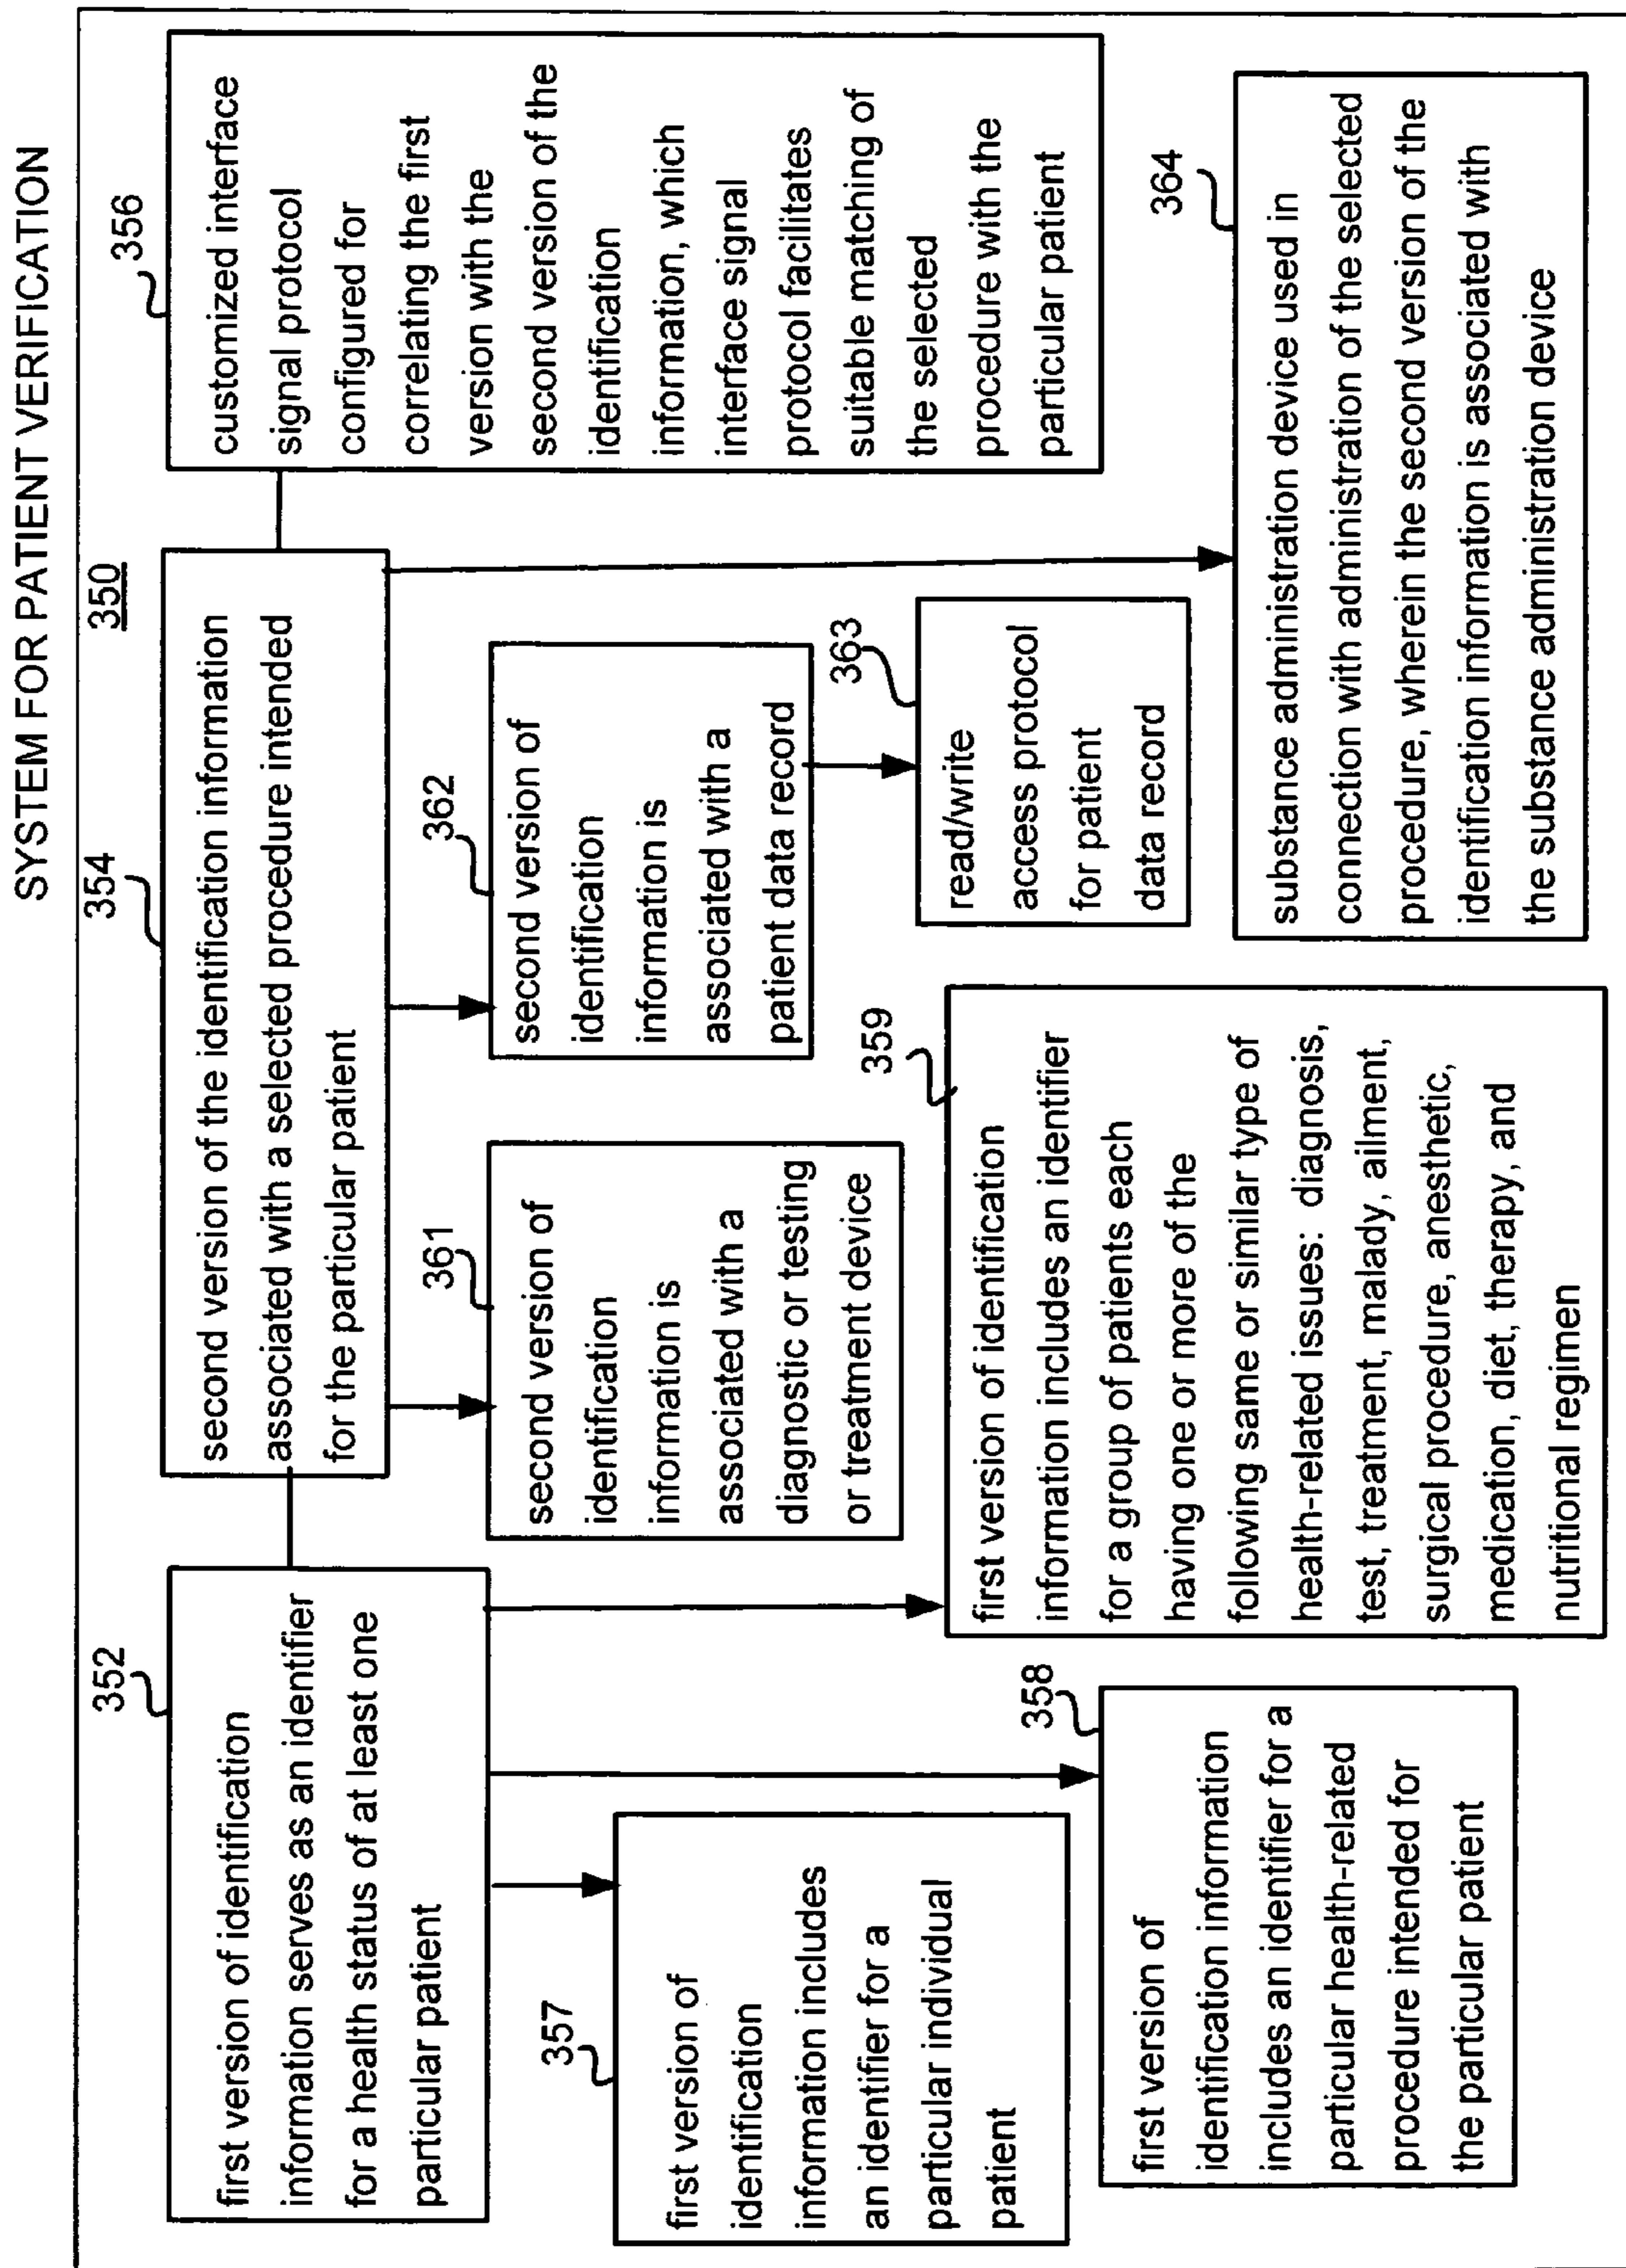 SYSTEM FOR PATIENT VERIFICATION
350
352
first version of identification
information serves as an identifier
for a health status of at least one
particular patient
354
second version of the identification information
associated with a selected procedure intended
for the particular patient
356
customized interface
signal protocol
configured for
correlating the first
version with the
second version of the
identification
information, which
interface signal
protocol facilitates
suitable matching of
the selected
procedure with the
particular patient
357
first version of
identification
information includes
an identifier for a
particular individual
patient
358
first version of
identification information
includes an identifier for a
particular health-related
procedure intended for
the particular patient
359
first version of identification
information includes an identifier
for a group of patients each
having one or more of the
following same or similar type of
health-related issues: diagnosis,
test, treatment, malady, ailment,
surgical procedure, anesthetic,
medication, diet, therapy, and
nutritional regimen
361
second version of
identification
information is
associated with a
diagnostic or testing
or treatment device
362
second version of
identification
information is
associated with a
patient data record
363
read/write
access protocol
for patient
data record
364
substance administration device used in
connection with administration of the selected
procedure, wherein the second version of the
identification information is associated with
the substance administration device